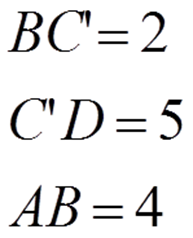 BC'= 2
C'D = 5
AB = 4